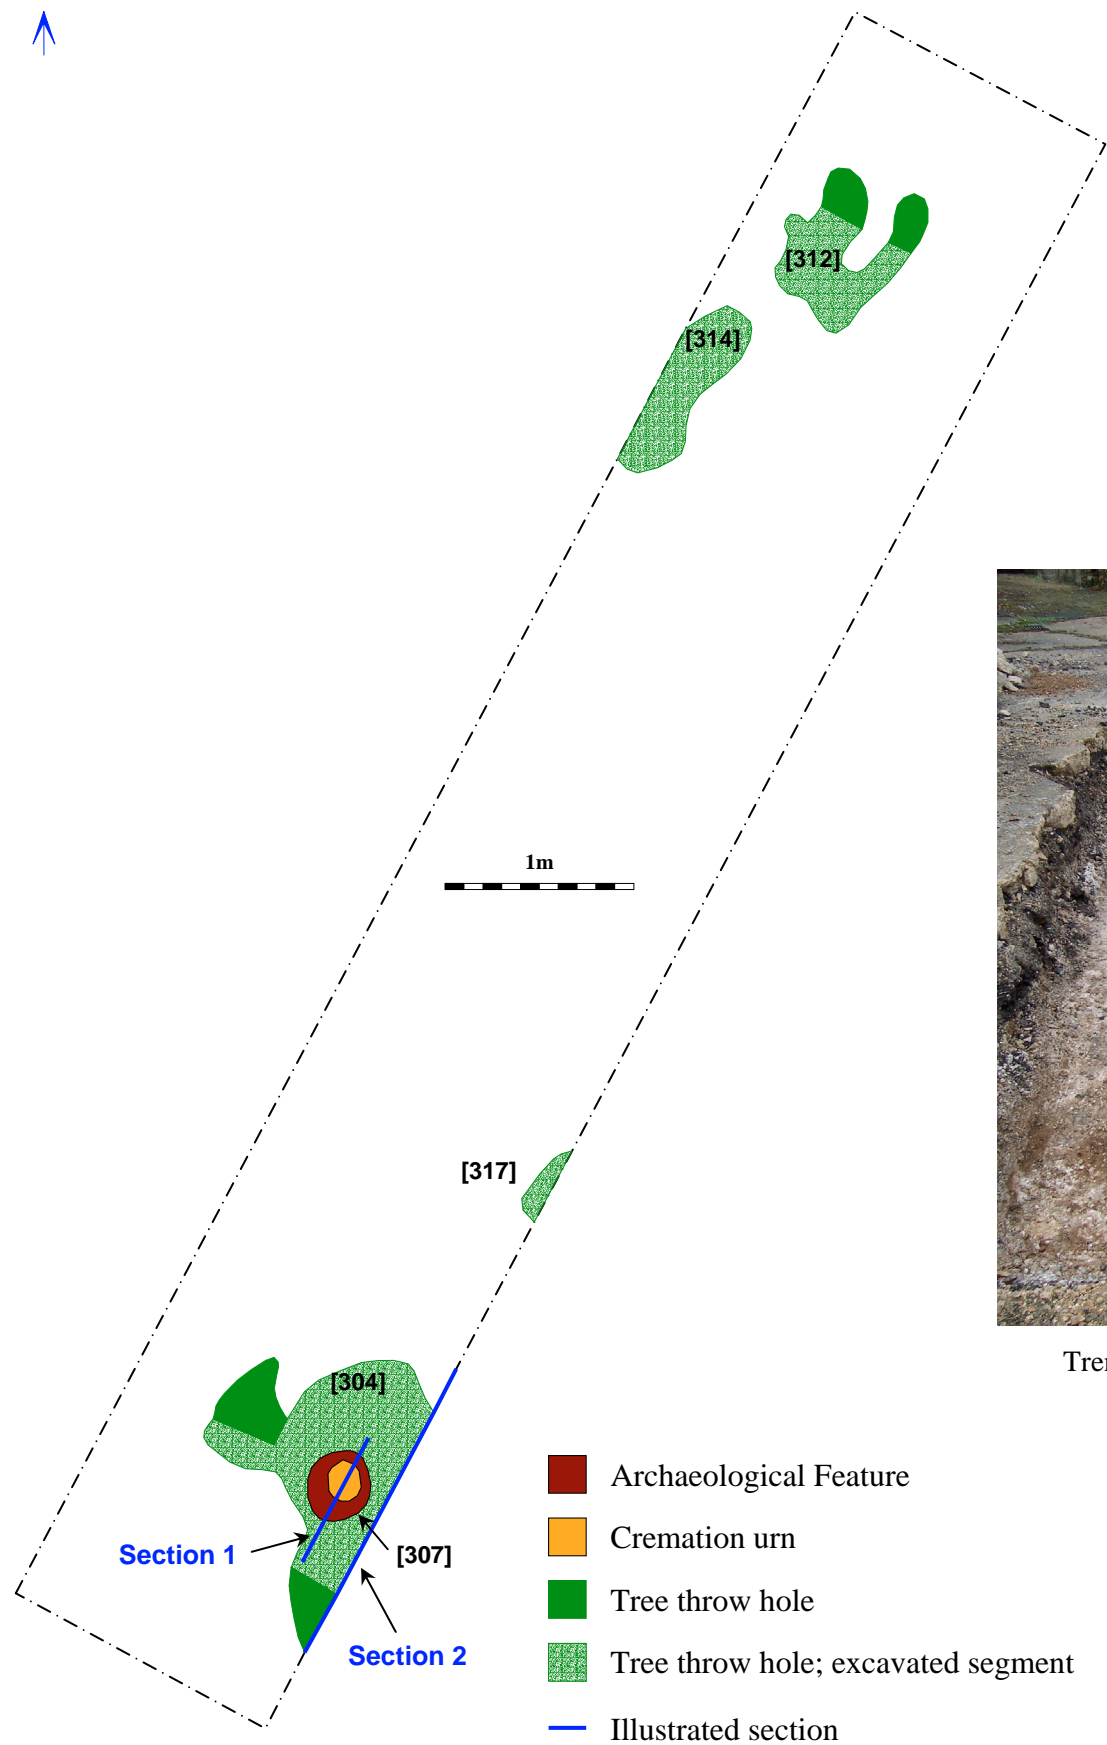 [312]
[314]
1m
[317]
[304]
Section 1
[307]
Section 2
Archaeological Feature
Cremation urn
Tree throw hole
Tree throw hole; excavated segment
Illustrated section